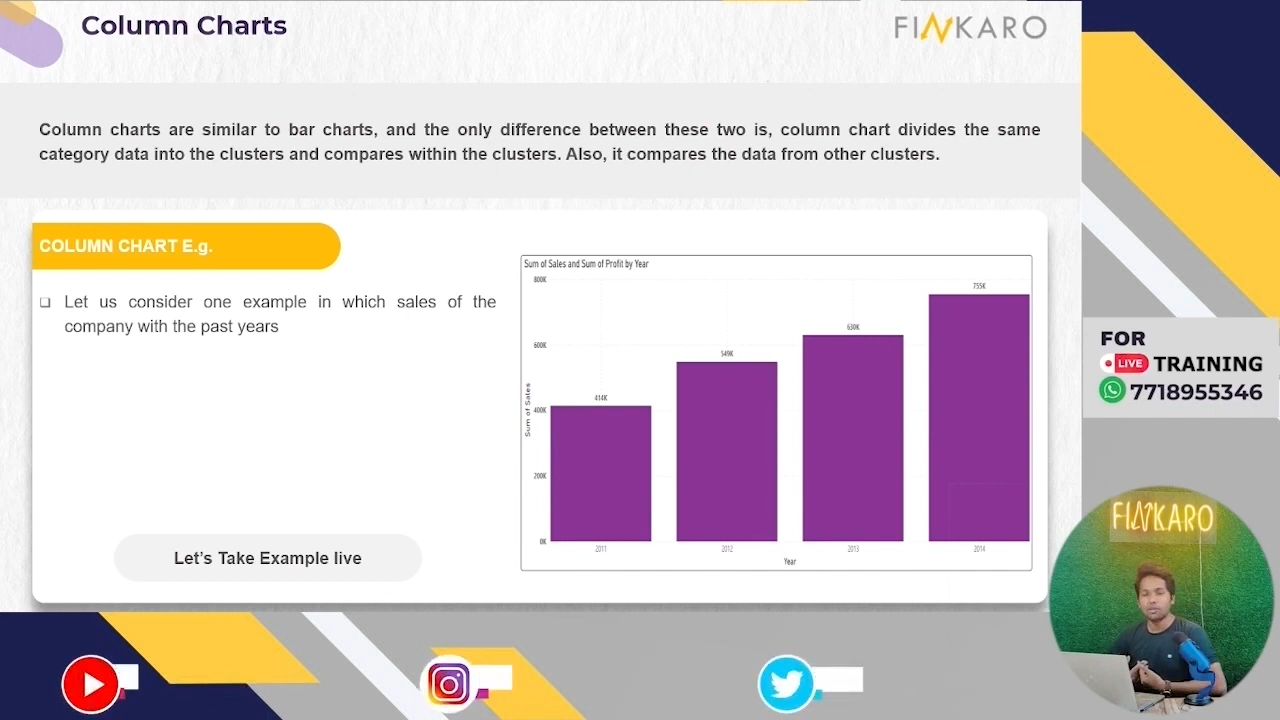 Column Charts
FINKARO
Column charts are similar to bar charts, and the only difference between these two is, column chart divides the same
category data into the clusters and compares within the clusters. Also, it compares the data from other clusters.
COLUMN CHART E.g.
Let us consider one example in which sales of the
company with the past years
Let's Take Example live
Sum of Sales and Sum of Profit by Year
800K
600K
400K
200K
0K
Sum of Sales
414K
549K
630K
755K
2011
2012
2013
2014
Year
FOR
LIVE TRAINING
7718955346
FINKARO